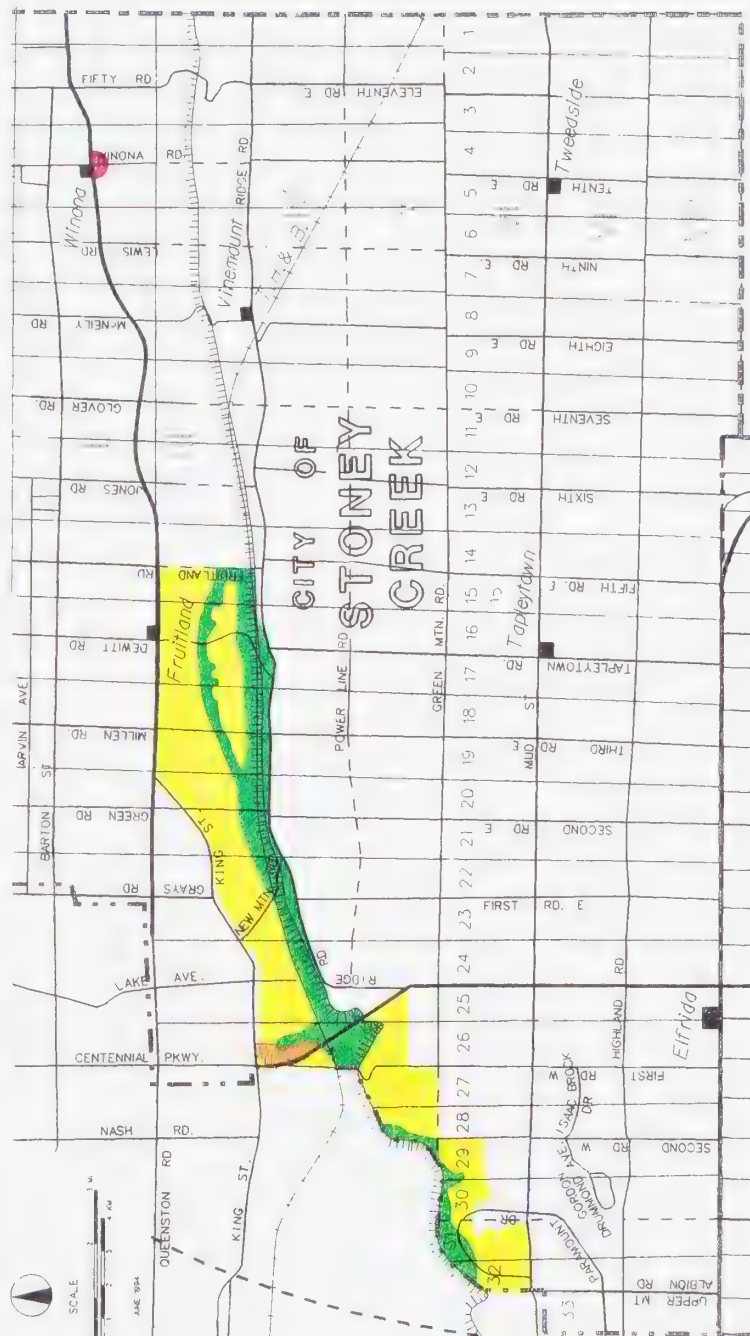 FIFTY RD
ELEVENTH RD E
1
2
3
4
5
6
7
8
9
10
11
12
13
14
15
16
17
18
19
20
21
22
23
24
25
26
27
28
29
30
32
33
WINONA RD
Winona
LEWIS RD
Vinemount
RIDGE RD
Tweedside
TENTH RD E
NINTH RD E
McNEILY RD
EIGHTH RD E
GLOVER RD.
SEVENTH RD E
JONES RD
SIXTH RD E
CITY OF
STONEY
CREEK
FRUITLAND RD
Fruitland
FIFTH RD. E
15
Tapleytown
DEWITT RD
TAPLEYTOWN RD.
POWER LINE RD
GREEN MTN. RD.
MUD ST
MILLEN RD.
THIRD RD E
BARTON ST
GREEN RD
KING ST.
SECOND RD E
GRAYS RD
NEW MTN RD
FIRST RD. E
LAKE AVE.
RIDGE RD
HIGHLAND RD
Elfrida
CENTENNIAL PKWY.
FIRST RD W
ISAAC BROCK DR
NASH RD.
SECOND RD W
GORDON
DRUMMOND AVE.
QUEENSTON RD
KING ST.
PARAMOUNT DR
ALBION RD
UPPER MT
SCALE
JUNE, 1994